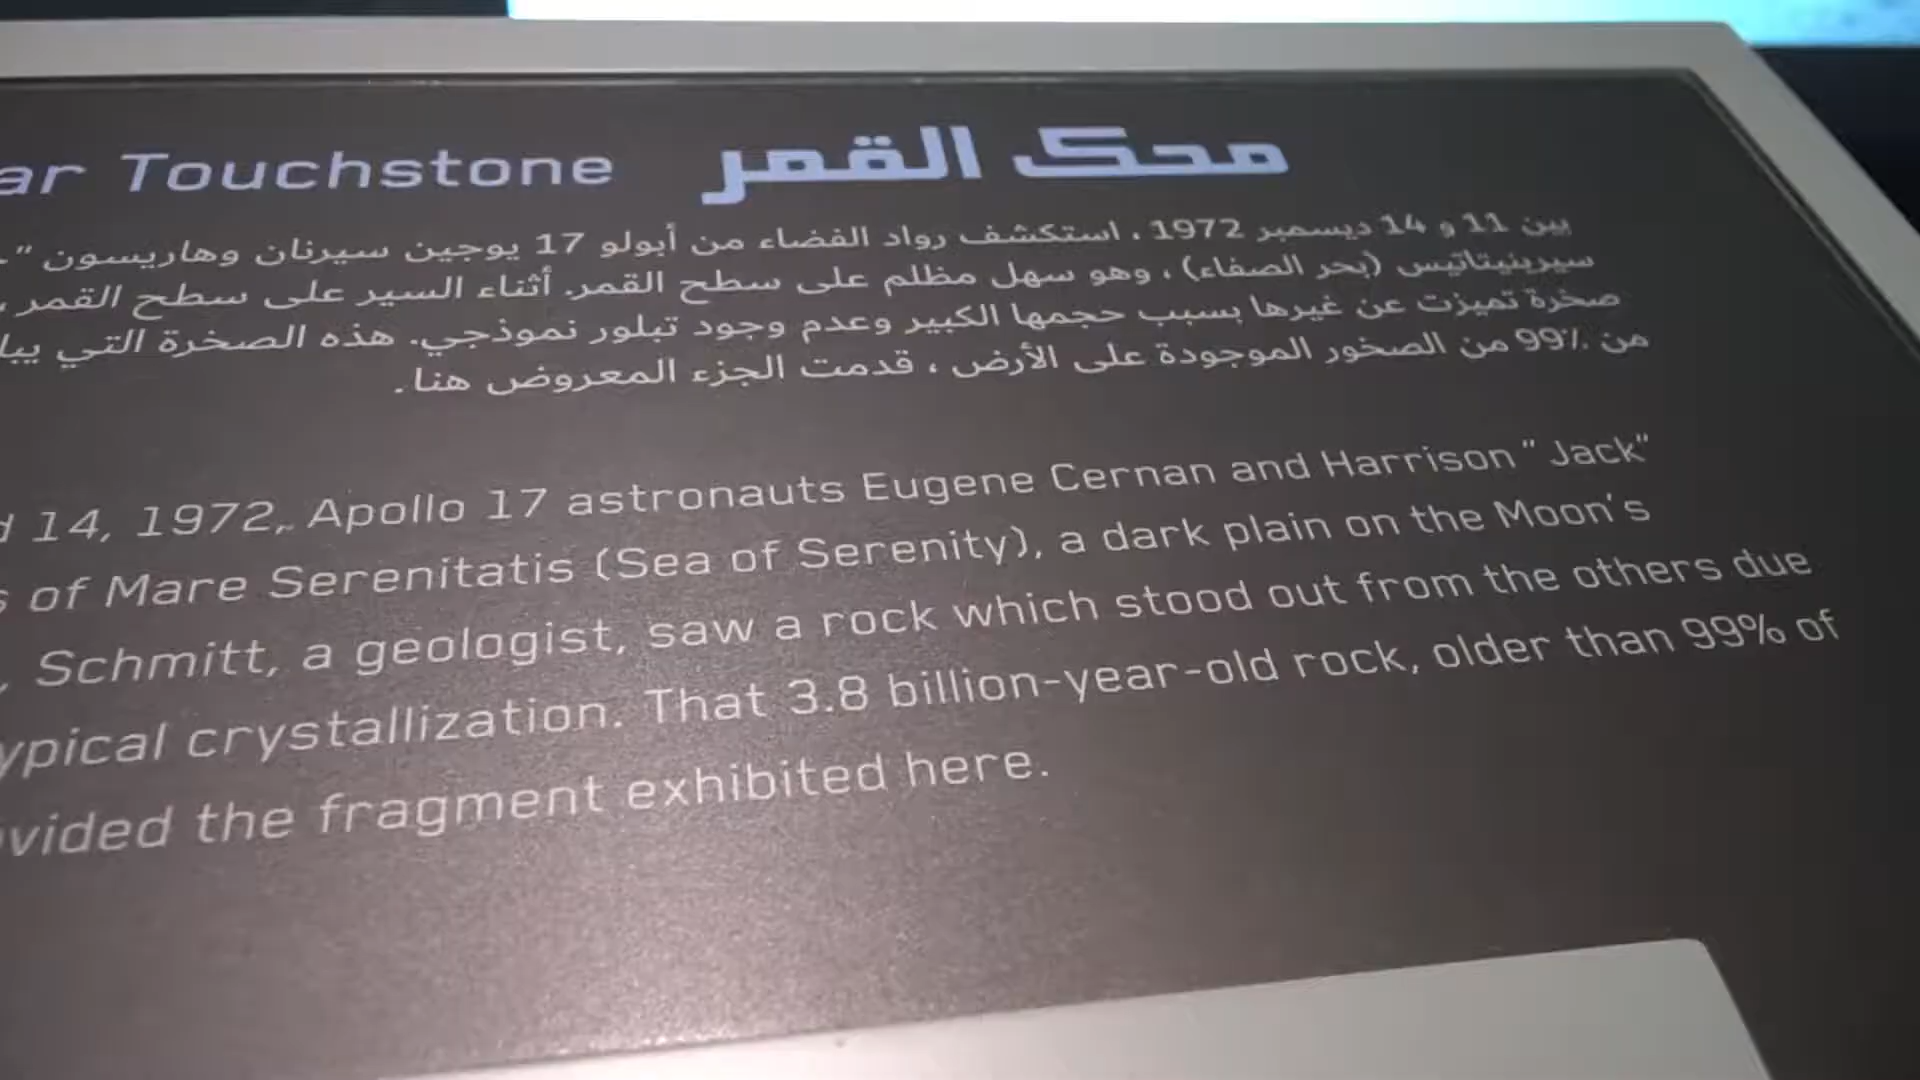 Touchstone محك القمر
بين 11 و 14 ديسمبر 1972 ، استكشف رواد الفضاء من أبولو 17 يوجين سيرنان وهاريسون "
سيرينيتاتيس (بحر الصفاء) ، وهو سهل مظلم على سطح القمر. أثناء السير على سطح القمر ،
صخرة تميزت عن غيرها بسبب حجمها الكبير وعدم وجود تبلور نموذجي. هذه الصخرة التي
من 99٪ من الصخور الموجودة على الأرض ، قدمت الجزء المعروض هنا.
14, 1972, Apollo 17 astronauts Eugene Cernan and Harrison "Jack"
of Mare Serenitatis (Sea of Serenity), a dark plain on the Moon's
, Schmitt, a geologist, saw a rock which stood out from the others due
ypical crystallization. That 3.8 billion-year-old rock, older than 99% of
vided the fragment exhibited here.